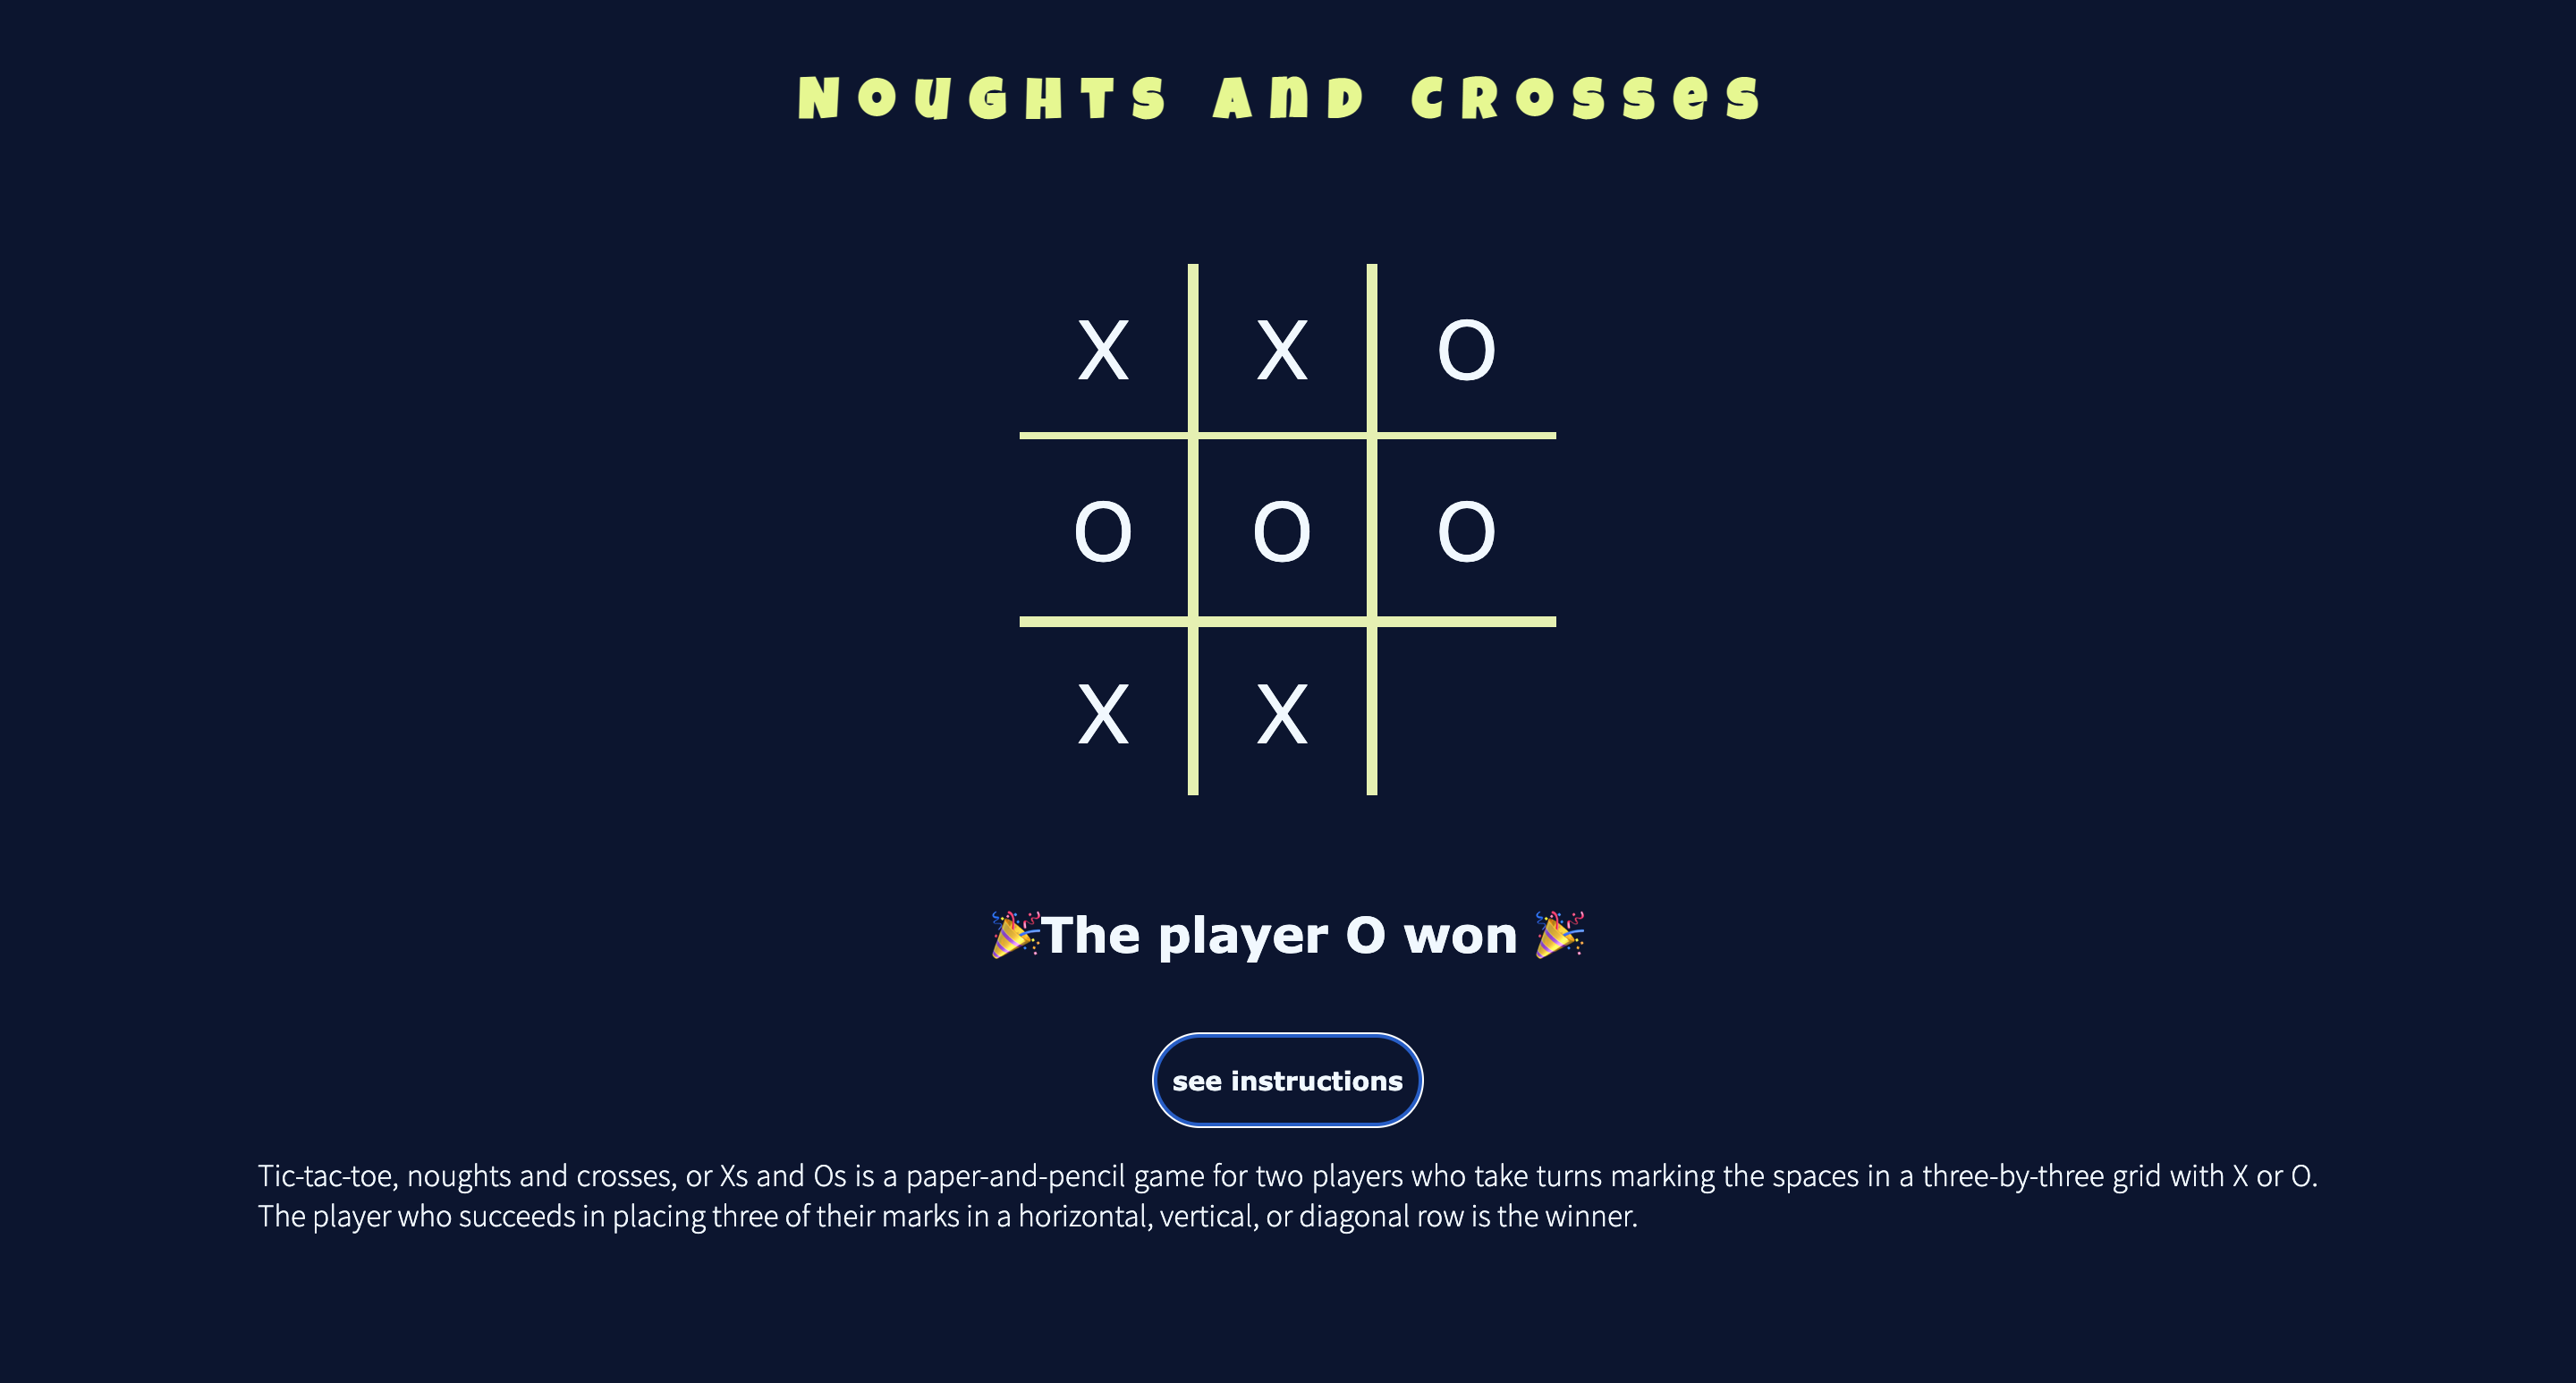 NOUGHTS AND CROSSES
X X O
O O O
X X
🎉The player O won 🎉
see instructions
Tic-tac-toe, noughts and crosses, or Xs and Os is a paper-and-pencil game for two players who take turns marking the spaces in a three-by-three grid with X or O.
The player who succeeds in placing three of their marks in a horizontal, vertical, or diagonal row is the winner.